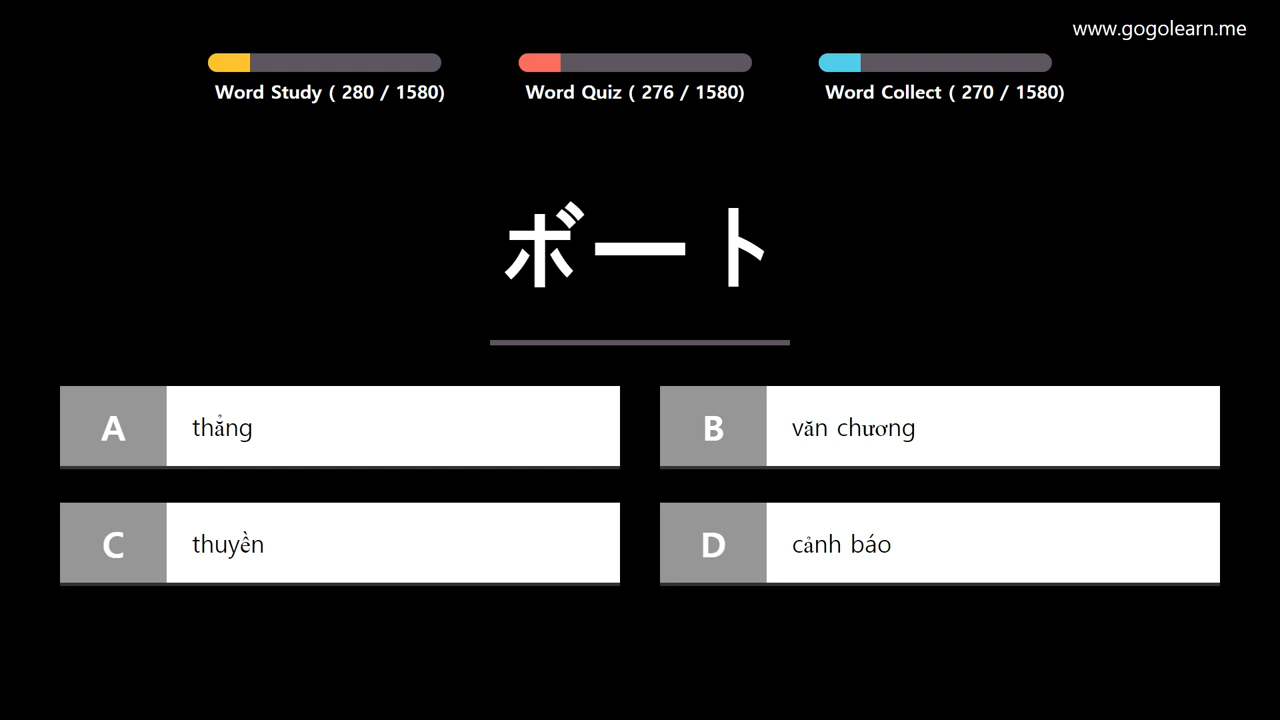 www.gogolearn.me
Word Study ( 280 / 1580)
Word Quiz ( 276 / 1580)
Word Collect ( 270 / 1580)
ボート
A thẳng
B văn chương
C thuyền
D cảnh báo